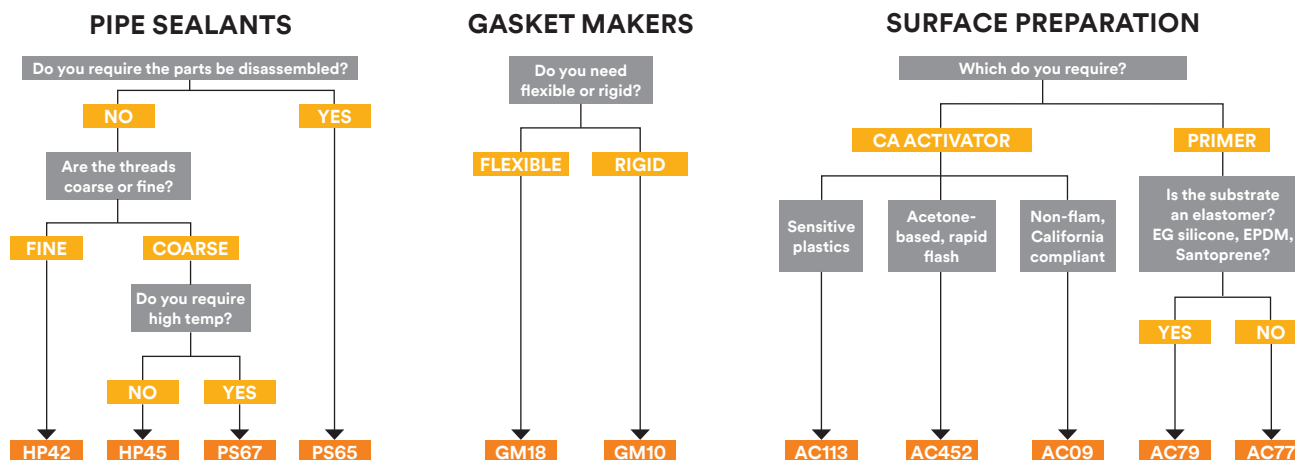 PIPE SEALANTS
Do you require the parts be disassembled?
NO
YES
Are the threads
coarse or fine?
FINE
COARSE
Do you require
high temp?
NO
YES
HP42
HP45
PS67
PS65
GASKET MAKERS
Do you need
flexible or rigid?
FLEXIBLE
RIGID
GM18
GM10
SURFACE PREPARATION
Which do you require?
CA ACTIVATOR
PRIMER
Sensitive
plastics
Acetone-
based, rapid
flash
Non-flam,
California
compliant
Is the substrate
an elastomer?
EG silicone, EPDM,
Santoprene?
YES
NO
AC113
AC452
AC09
AC79
AC77